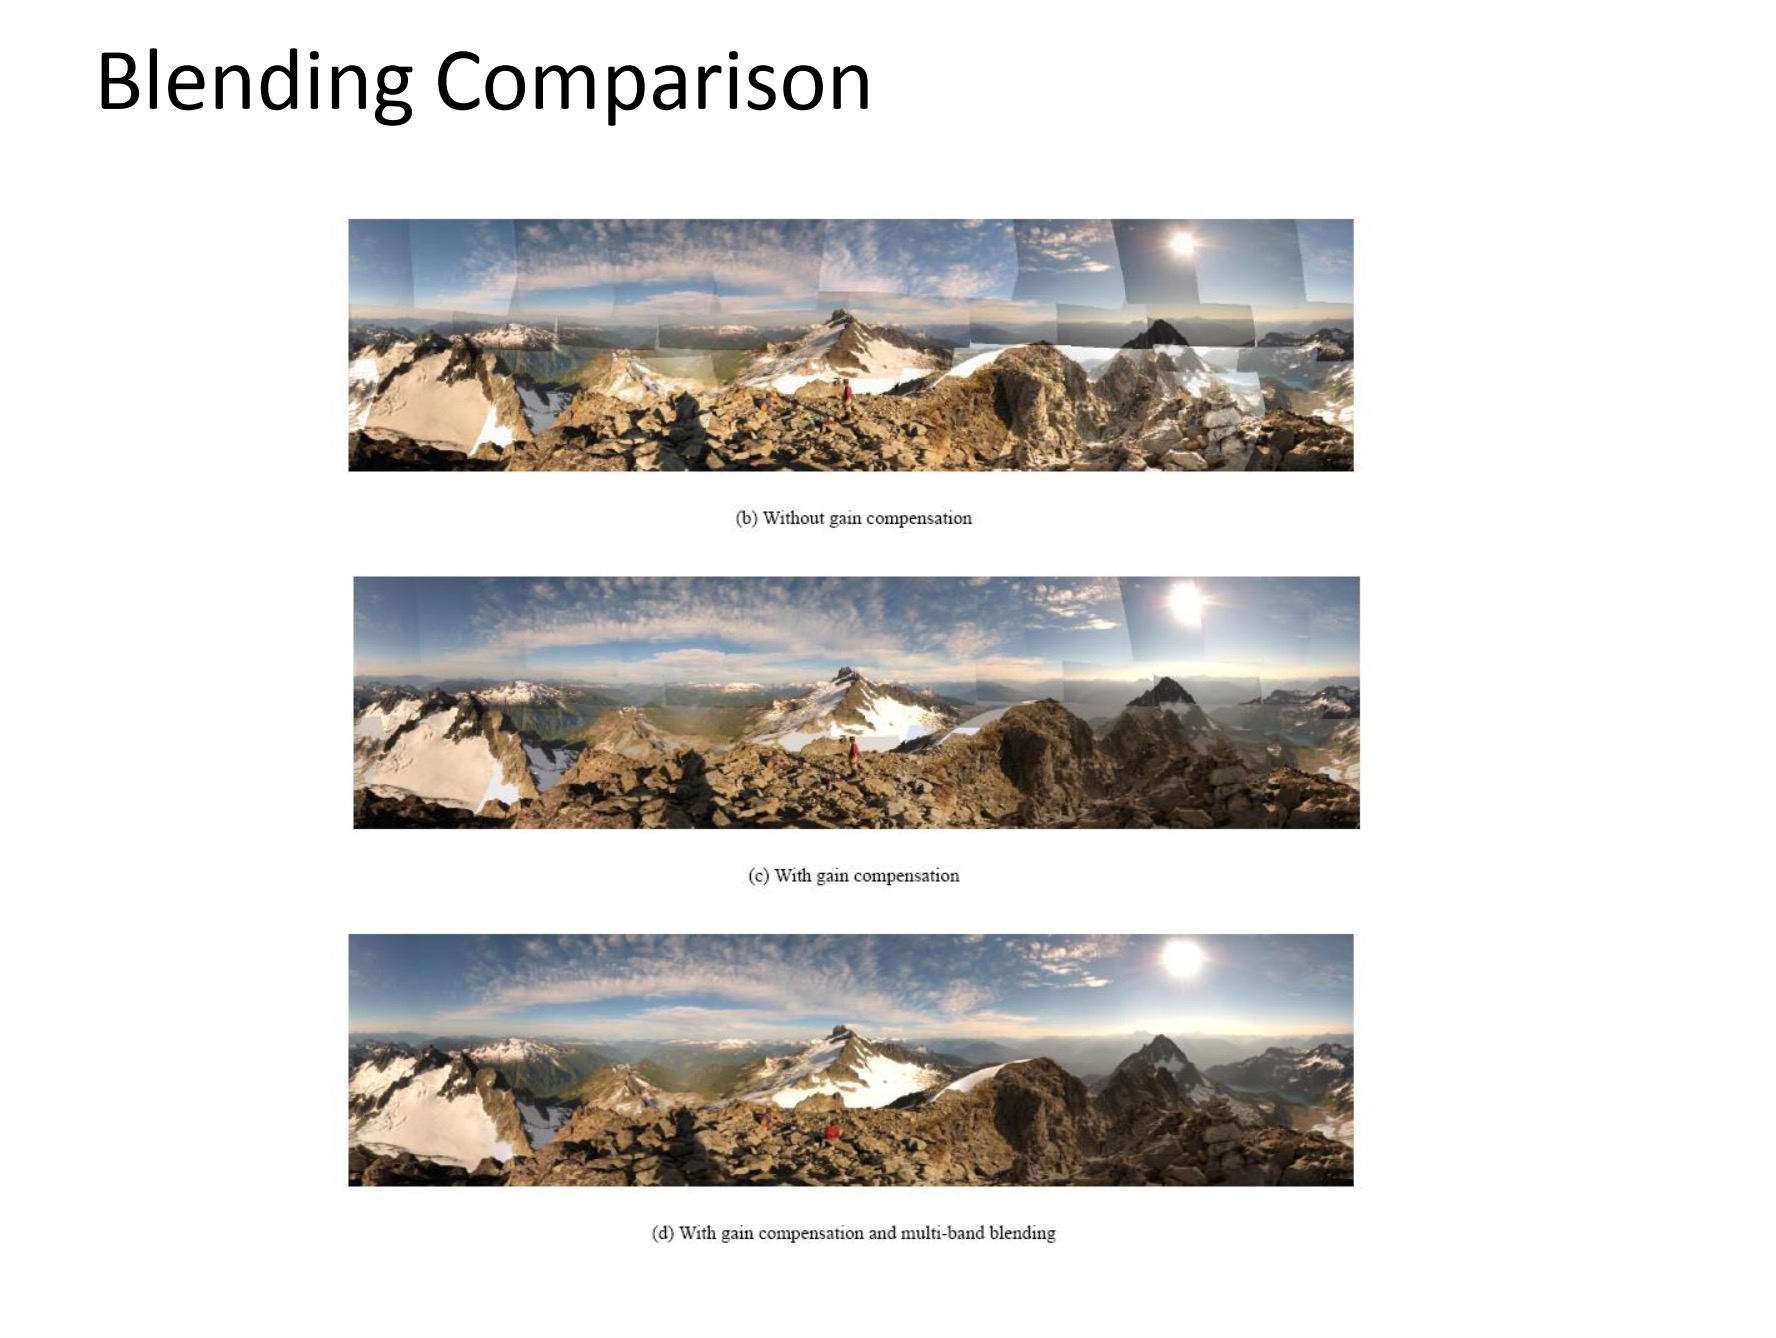 Blending Comparison
(b) Without gain compensation
(c) With gain compensation
(d) With gain compensation and multi-band blending